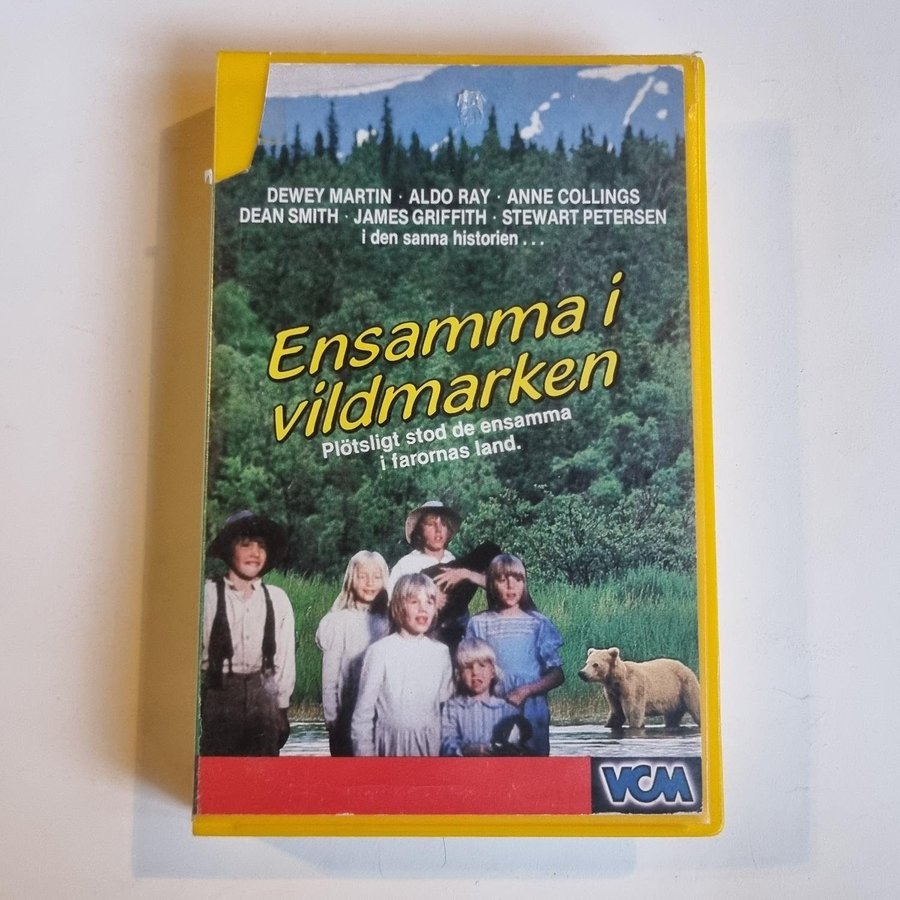 DEWEY MARTIN · ALDO RAY · ANNE COLLINGS
DEAN SMITH · JAMES GRIFFITH · STEWART PETERSEN
i den sanna historien . . .
Ensamma i
vildmarken
Plötsligt stod de ensamma
i farornas land.
VCM